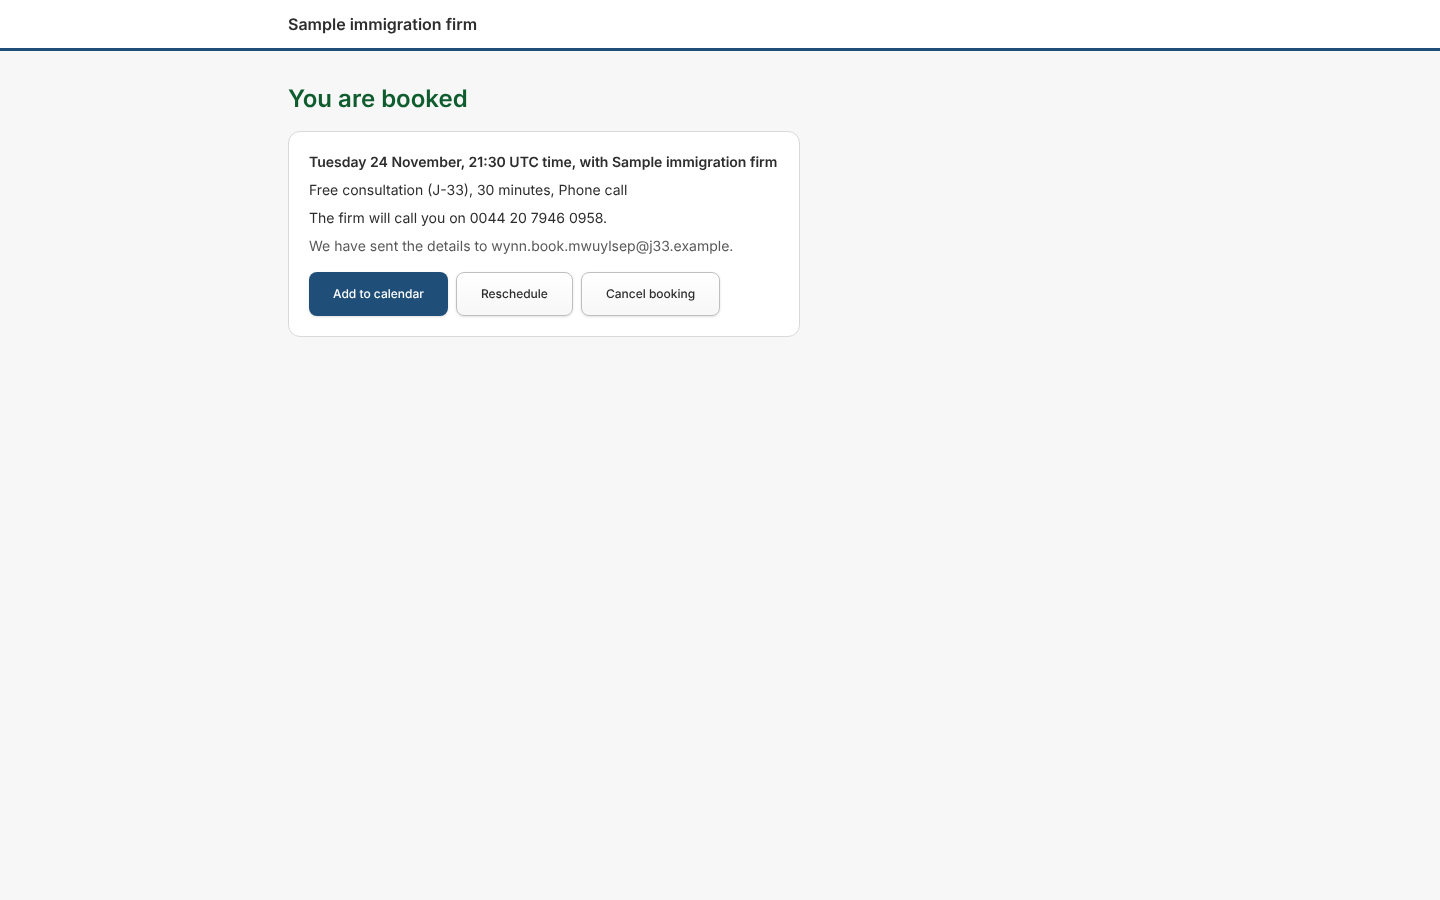 Sample immigration firm
You are booked
Tuesday 24 November, 21:30 UTC time, with Sample immigration firm
Free consultation (J-33), 30 minutes, Phone call
The firm will call you on 0044 20 7946 0958.
We have sent the details to wynn.book.mwuylsep@j33.example.
Add to calendar
Reschedule
Cancel booking